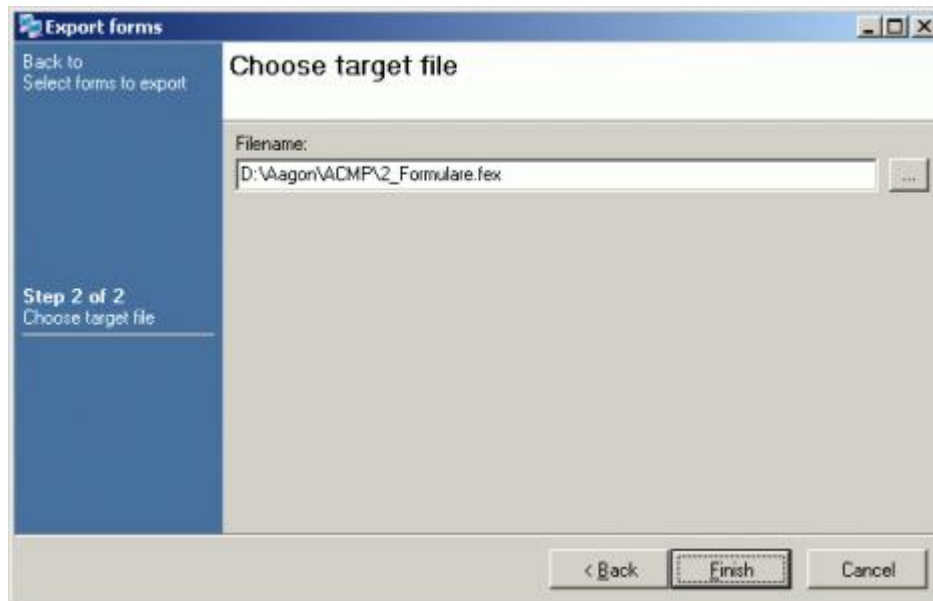 Export forms
Back to
Select forms to export
Choose target file
Filename:
D:\Aagon\ACMP\2_Formulare.fex
...
Step 2 of 2
Choose target file
< Back
Finish
Cancel